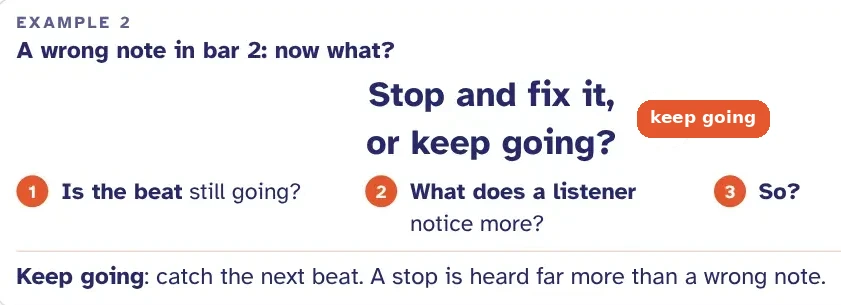 EXAMPLE 2
A wrong note in bar 2: now what?
Stop and fix it,
or keep going?
keep going
1 Is the beat still going?
2 What does a listener
notice more?
3 So?
Keep going: catch the next beat. A stop is heard far more than a wrong note.